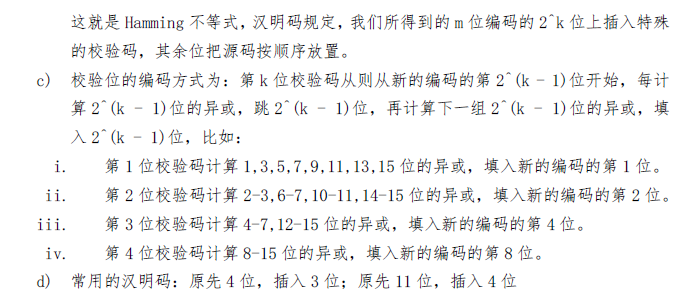 这就是 Hamming 不等式，汉明码规定，我们所得到的 m 位编码的 2^k 位上插入特殊
的校验码，其余位把源码按顺序放置。
c) 校验位的编码方式为：第 k 位校验码从则从新的编码的第 2^(k - 1)位开始，每计
算 2^(k - 1)位的异或，跳 2^(k - 1)位，再计算下一组 2^(k - 1)位的异或，填
入 2^(k - 1)位，比如：
i. 第 1 位校验码计算 1,3,5,7,9,11,13,15 位的异或，填入新的编码的第 1 位。
ii. 第 2 位校验码计算 2-3,6-7,10-11,14-15 位的异或，填入新的编码的第 2 位。
iii. 第 3 位校验码计算 4-7,12-15 位的异或，填入新的编码的第 4 位。
iv. 第 4 位校验码计算 8-15 位的异或，填入新的编码的第 8 位。
d) 常用的汉明码：原先 4 位，插入 3 位；原先 11 位，插入 4 位